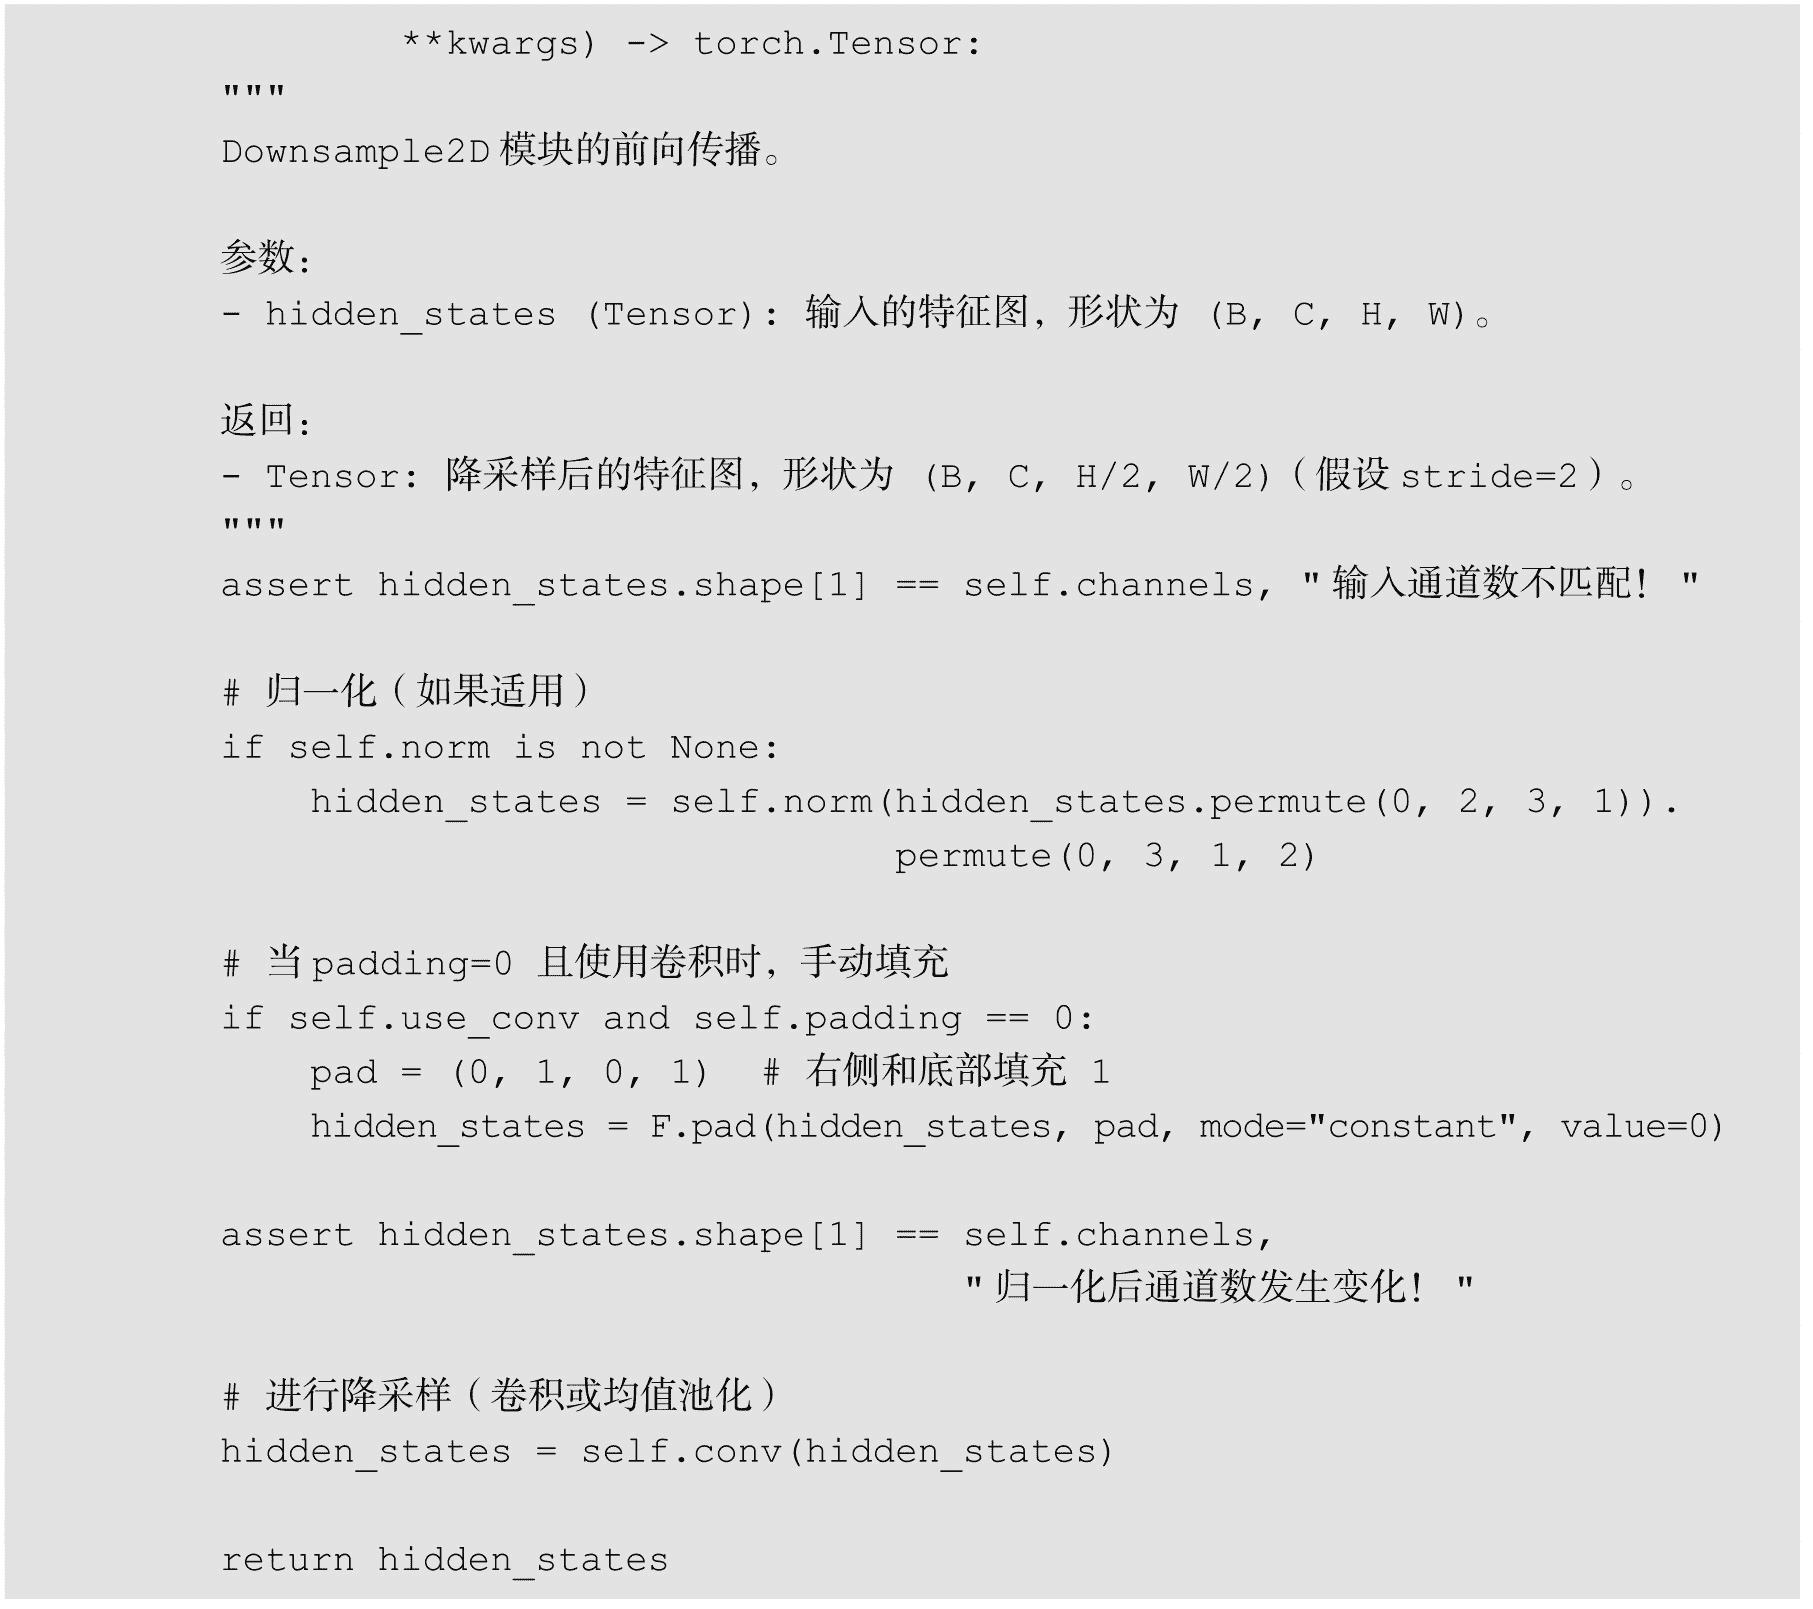 **kwargs) -> torch.Tensor:
"""
Downsample2D 模块的前向传播。
参数：
- hidden_states (Tensor): 输入的特征图，形状为 (B, C, H, W)。
返回：
- Tensor: 降采样后的特征图，形状为 (B, C, H/2, W/2)（假设 stride=2）。
"""
assert hidden_states.shape[1] == self.channels, "输入通道数不匹配！"
# 归一化（如果适用）
if self.norm is not None:
    hidden_states = self.norm(hidden_states.permute(0, 2, 3, 1)).
permute(0, 3, 1, 2)
# 当 padding=0 且使用卷积时，手动填充
if self.use_conv and self.padding == 0:
    pad = (0, 1, 0, 1)  # 右侧和底部填充 1
    hidden_states = F.pad(hidden_states, pad, mode="constant", value=0)
assert hidden_states.shape[1] == self.channels,
"归一化后通道数发生变化！"
# 进行降采样（卷积或均值池化）
hidden_states = self.conv(hidden_states)
return hidden_states